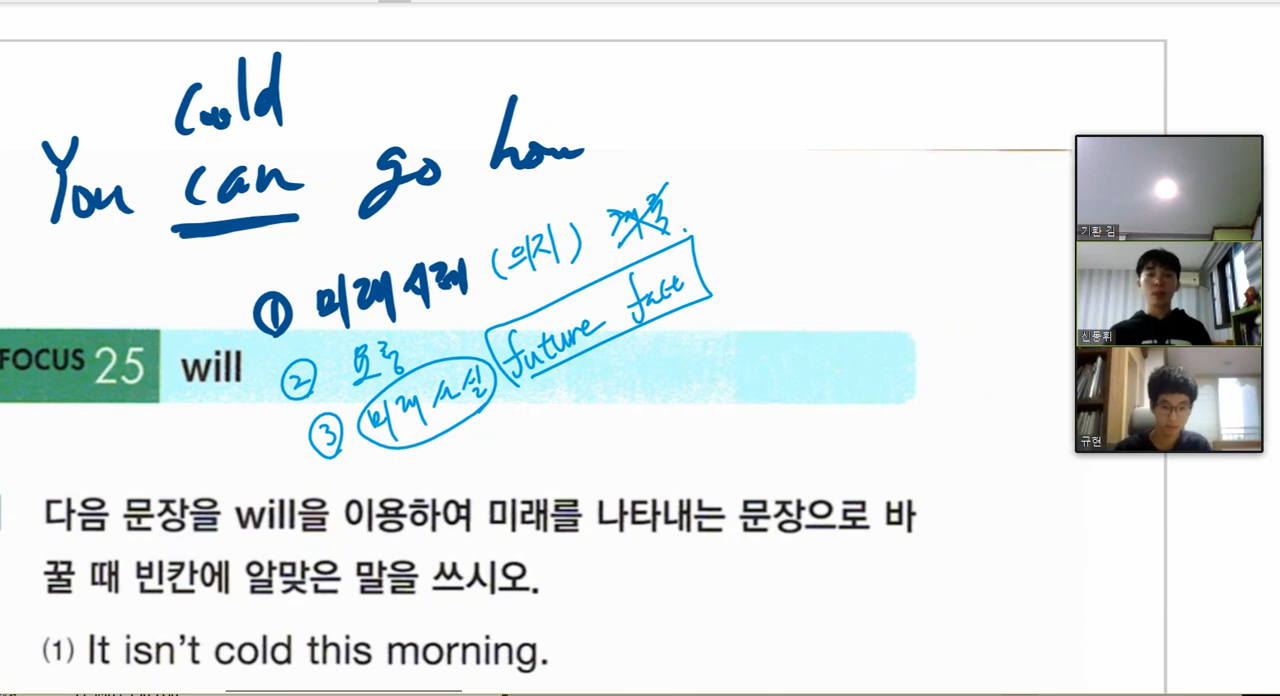 could
You can go hom
① 미래시제 (의지)
② 요청
③ 미래 사실 future fact
FOCUS 25 will
다음 문장을 will을 이용하여 미래를 나타내는 문장으로 바
꿀 때 빈칸에 알맞은 말을 쓰시오.
(1) It isn't cold this morning.
기환 김
신동휘
규현